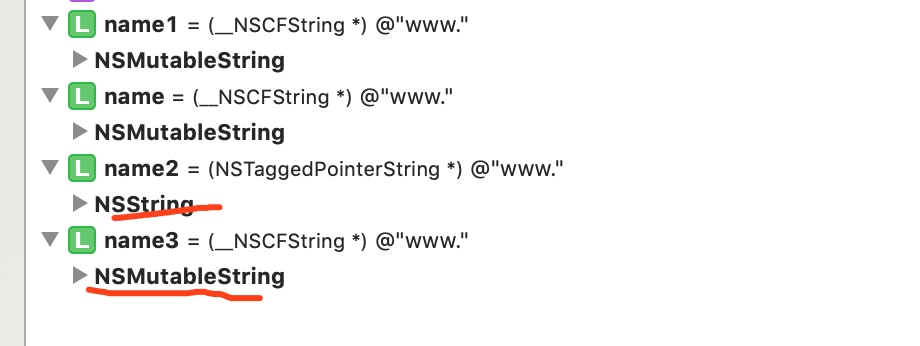 L name1 = (__NSCFString *) @"www."
NSMutableString
L name = (__NSCFString *) @"www."
NSMutableString
L name2 = (NSTaggedPointerString *) @"www."
NSString
L name3 = (__NSCFString *) @"www."
NSMutableString